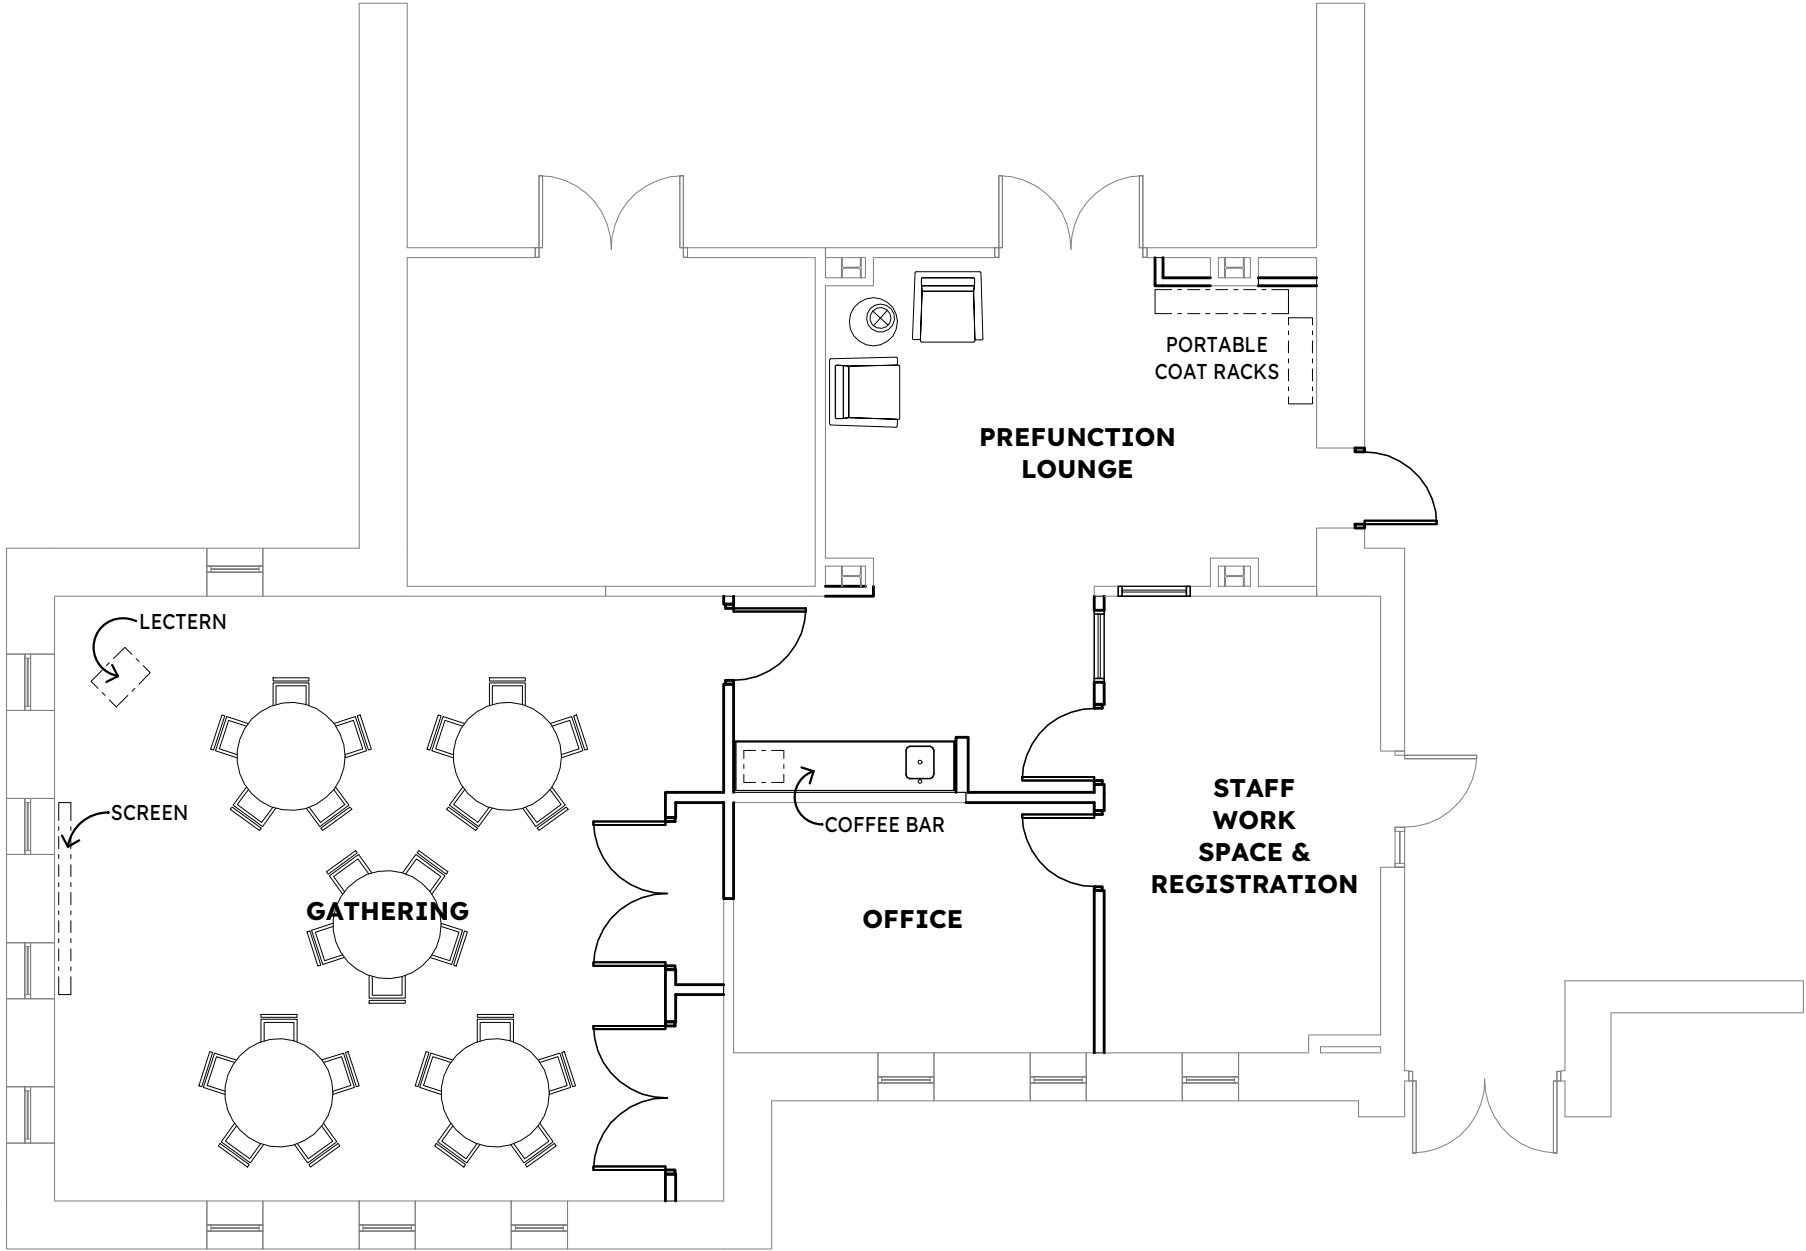 PORTABLE
COAT RACKS
PREFUNCTION
LOUNGE
LECTERN
SCREEN
COFFEE BAR
GATHERING
OFFICE
STAFF
WORK
SPACE &
REGISTRATION